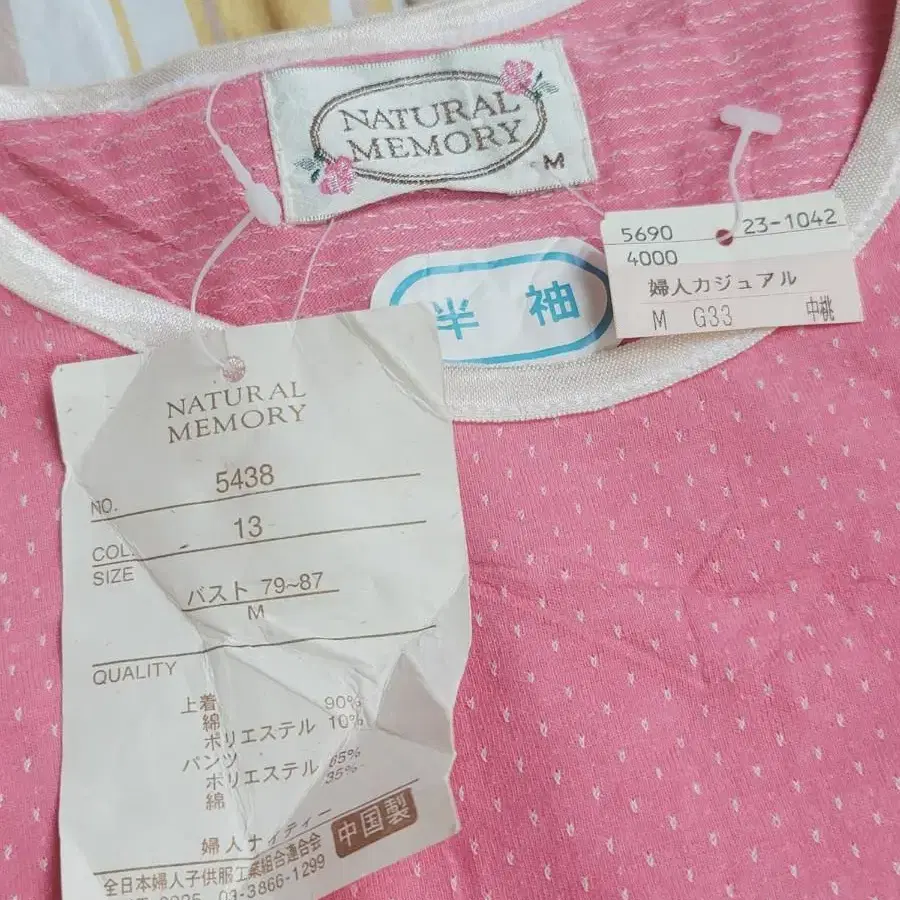 NATURAL
MEMORY
M
5690
23-1042
4000
婦人カジュアル
M G33 中桃
半袖
NATURAL
MEMORY
NO. 5438
COL. 13
SIZE
バスト 79~87
M
QUALITY
上着
綿 90%
ポリエステル 10%
パンツ
ポリエステル 65%
綿 35%
婦人ナイティー
中国製
全日本婦人子供服工業組合連合会
03-3866-1299